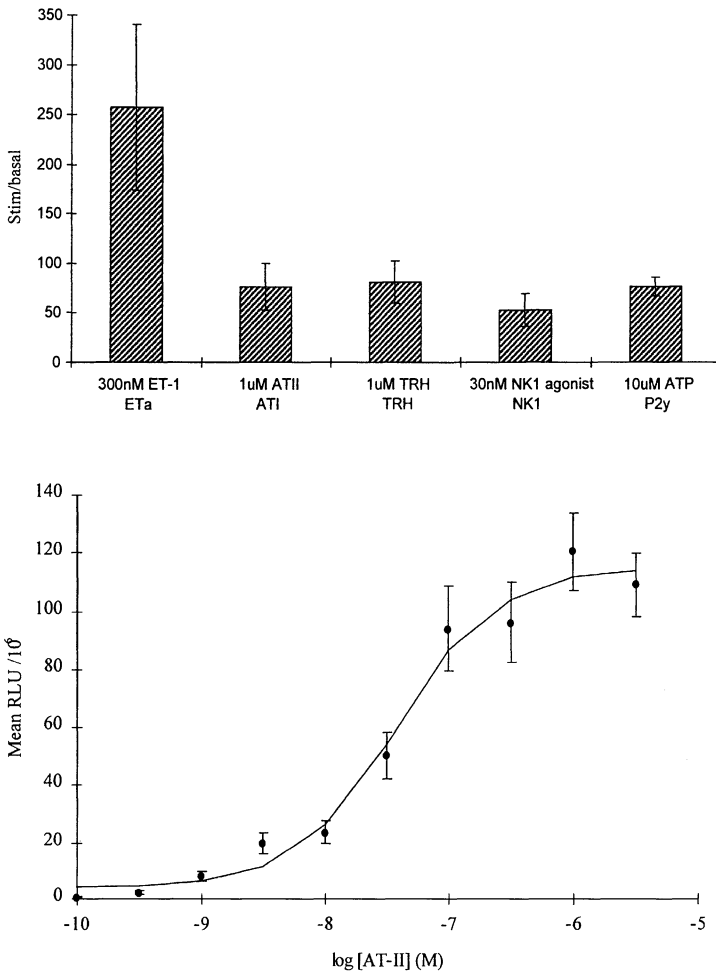 350
300
250
200
150
100
50
0
Stim/basal
300nM ET-1 1uM ATII 1uM TRH 30nM NK1 agonist 10uM ATP
ETa ATI TRH NK1 P2y
140
120
100
80
60
40
20
0
Mean RLU /10⁶
-10 -9 -8 -7 -6 -5
log [AT-II] (M)